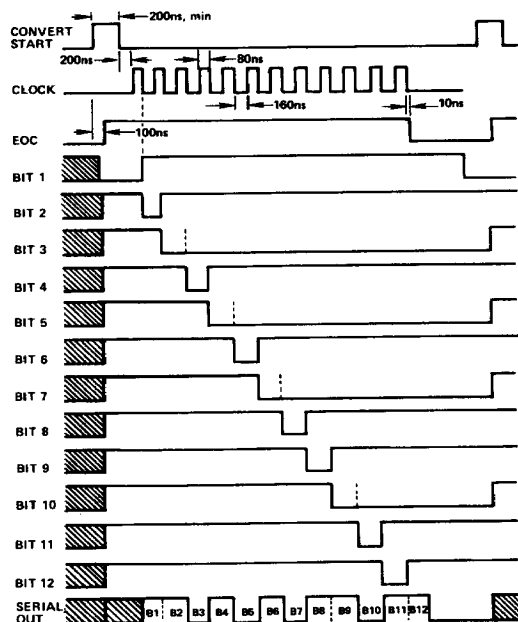 200ns, min
CONVERT
START
200ns
80ns
CLOCK
160ns
10ns
EOC
100ns
BIT 1
BIT 2
BIT 3
BIT 4
BIT 5
BIT 6
BIT 7
BIT 8
BIT 9
BIT 10
BIT 11
BIT 12
SERIAL
OUT
B1 B2 B3 B4 B5 B6 B7 B8 B9 B10 B11 B12